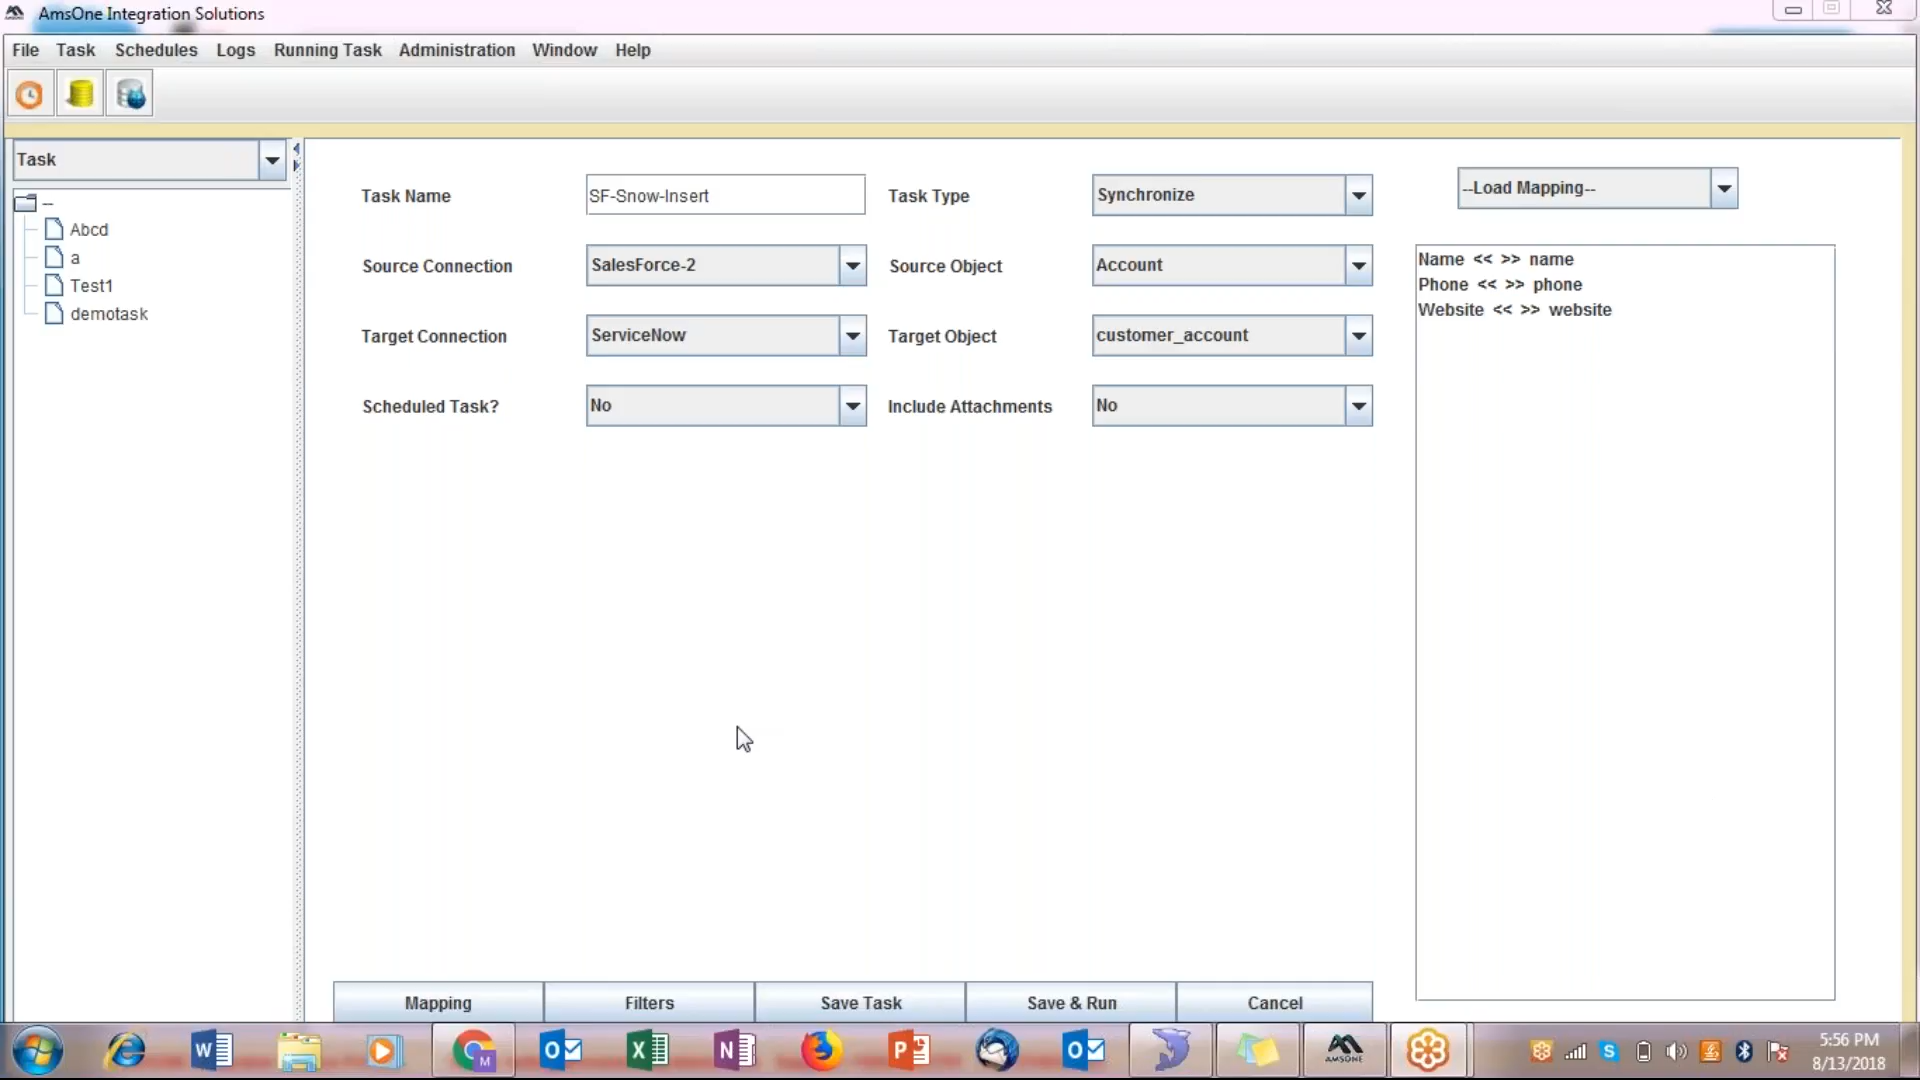 AmsOne Integration Solutions
File Task Schedules Logs Running Task Administration Window Help
Task
--
Abcd
a
Test1
demotask
Task Name SF-Snow-Insert Task Type Synchronize --Load Mapping--
Source Connection SalesForce-2 Source Object Account
Target Connection ServiceNow Target Object customer_account
Scheduled Task? No Include Attachments No
Name << >> name
Phone << >> phone
Website << >> website
Mapping Filters Save Task Save & Run Cancel
AMSONE
5:56 PM
8/13/2018